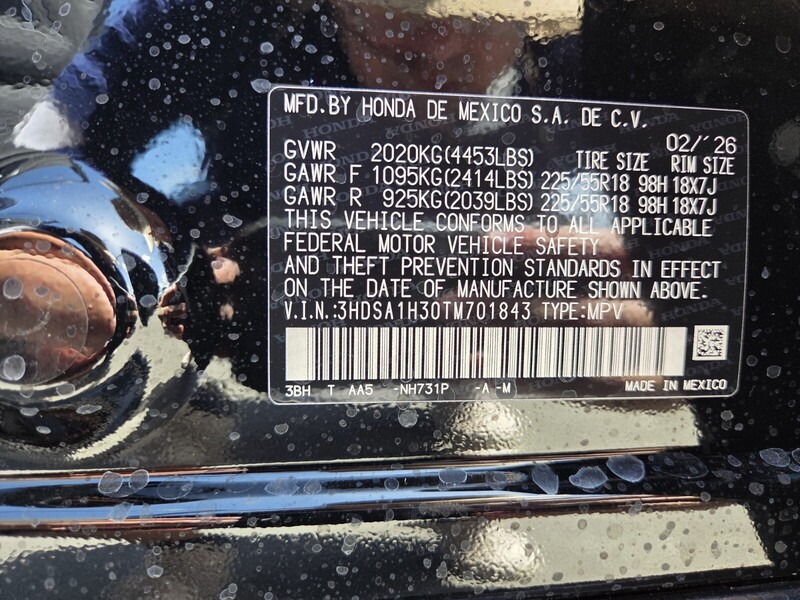 MFD.BY HONDA DE MEXICO S.A. DE C.V.
02/'26
GVWR 2020KG(4453LBS) TIRE SIZE RIM SIZE
GAWR F 1095KG(2414LBS) 225/55R18 98H 18X7J
GAWR R 925KG(2039LBS) 225/55R18 98H 18X7J
THIS VEHICLE CONFORMS TO ALL APPLICABLE
FEDERAL MOTOR VEHICLE SAFETY
AND THEFT PREVENTION STANDARDS IN EFFECT
ON THE DATE OF MANUFACTURE SHOWN ABOVE.
V.I.N.:3HDSA1H30TM701843 TYPE:MPV
3BH T AA5 -NH731P -A -M MADE IN MEXICO